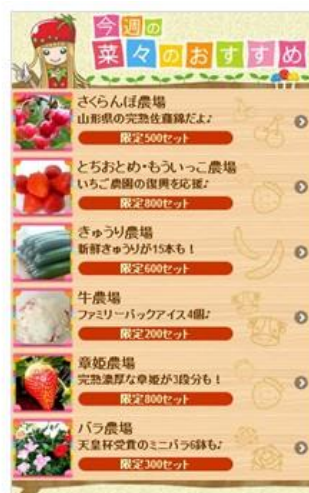 今週の
菜々のおすすめ
さくらんぼ農場
山形県の完熟佐藤錦だよ♪
限定500セット
とちおとめ・もういっこ農場
いちご農園の復興を応援♪
限定800セット
きゅうり農場
新鮮きゅうりが15本も！
限定600セット
牛農場
ファミリーパックアイス4個♪
限定200セット
章姫農場
完熟濃厚な章姫が3段分も！
限定800セット
バラ農場
天皇杯受賞のミニバラ6鉢も♪
限定300セット